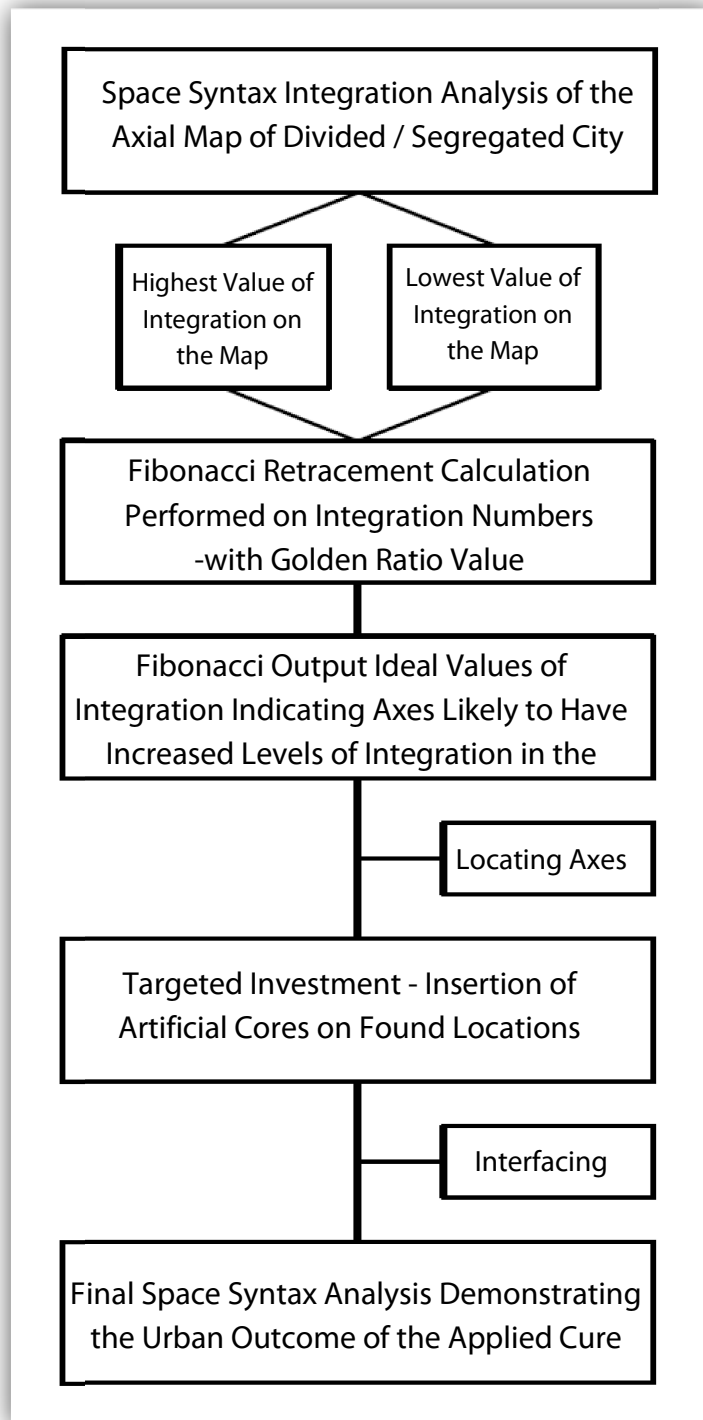 Space Syntax Integration Analysis of the
Axial Map of Divided / Segregated City
Highest Value of
Integration on
the Map
Lowest Value of
Integration on
the Map
Fibonacci Retracement Calculation
Performed on Integration Numbers
-with Golden Ratio Value
Fibonacci Output Ideal Values of
Integration Indicating Axes Likely to Have
Increased Levels of Integration in the
Locating Axes
Targeted Investment - Insertion of
Artificial Cores on Found Locations
Interfacing
Final Space Syntax Analysis Demonstrating
the Urban Outcome of the Applied Cure